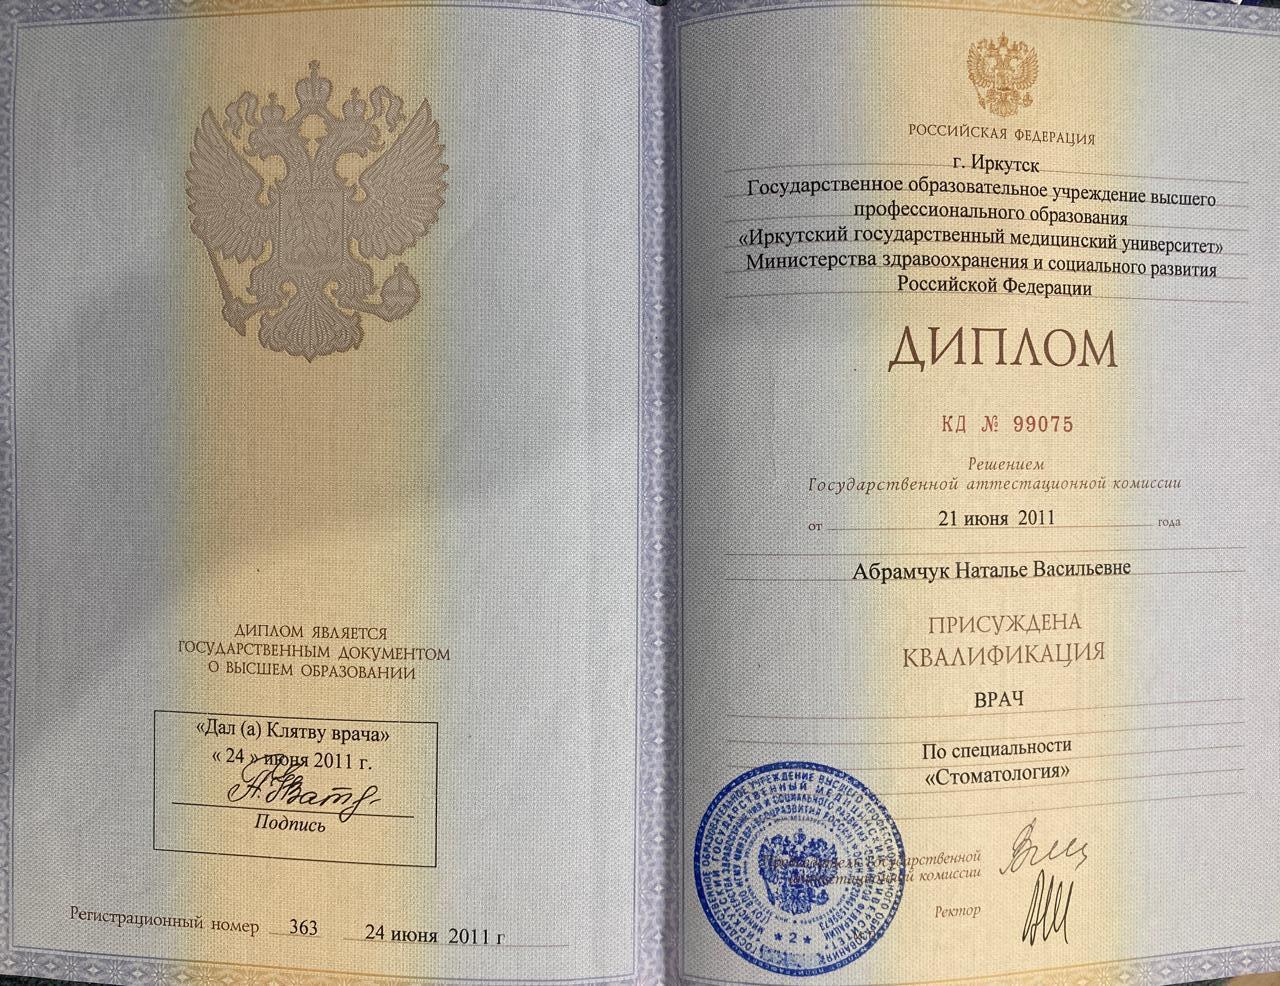 ДИПЛОМ ЯВЛЯЕТСЯ
ГОСУДАРСТВЕННЫМ ДОКУМЕНТОМ
О ВЫСШЕМ ОБРАЗОВАНИИ
«Дал (а) Клятву врача»
« 24 » июня 2011 г.
Подпись
Регистрационный номер 363 24 июня 2011 г
РОССИЙСКАЯ ФЕДЕРАЦИЯ
г. Иркутск
Государственное образовательное учреждение высшего
профессионального образования
«Иркутский государственный медицинский университет»
Министерства здравоохранения и социального развития
Российской Федерации
ДИПЛОМ
КД № 99075
Решением
Государственной аттестационной комиссии
от 21 июня 2011 года
Абрамчук Наталье Васильевне
ПРИСУЖДЕНА
КВАЛИФИКАЦИЯ
ВРАЧ
По специальности
«Стоматология»
Председатель Государственной
аттестационной комиссии
Ректор
* 2 *